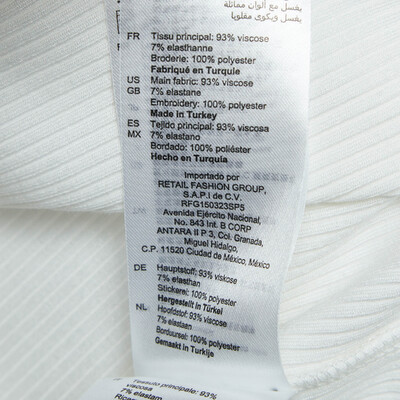 يغسل مع ألوان مماثلة
يغسل ويكوى مقلوبا
FR Tissu principal: 93% viscose
7% elasthanne
Broderie: 100% polyester
Fabriqué en Turquie
US Main fabric: 93% viscose
GB 7% elastane
Embroidery: 100% polyester
Made in Turkey
ES Tejido principal: 93% viscosa
MX 7% elastano
Bordado: 100% poliéster
Hecho en Turquía
Importado por
RETAIL FASHION GROUP,
S.A.P.I de C.V.
RFG150323SP5
Avenida Ejército Nacional,
No. 843 Int. B CORP
ANTARA II P 3, Col. Granada,
Miguel Hidalgo,
C.P. 11520 Ciudad de México, México
DE Hauptstoff: 93% viskose
7% elasthan
Stickerei: 100% polyester
Hergestellt in Türkei
NL Hoofdstof: 93% viscose
7% elastaan
Borduursel: 100% polyester
Gemaakt in Turkije
Tessuto principale: 93%
viscosa
7% elastan